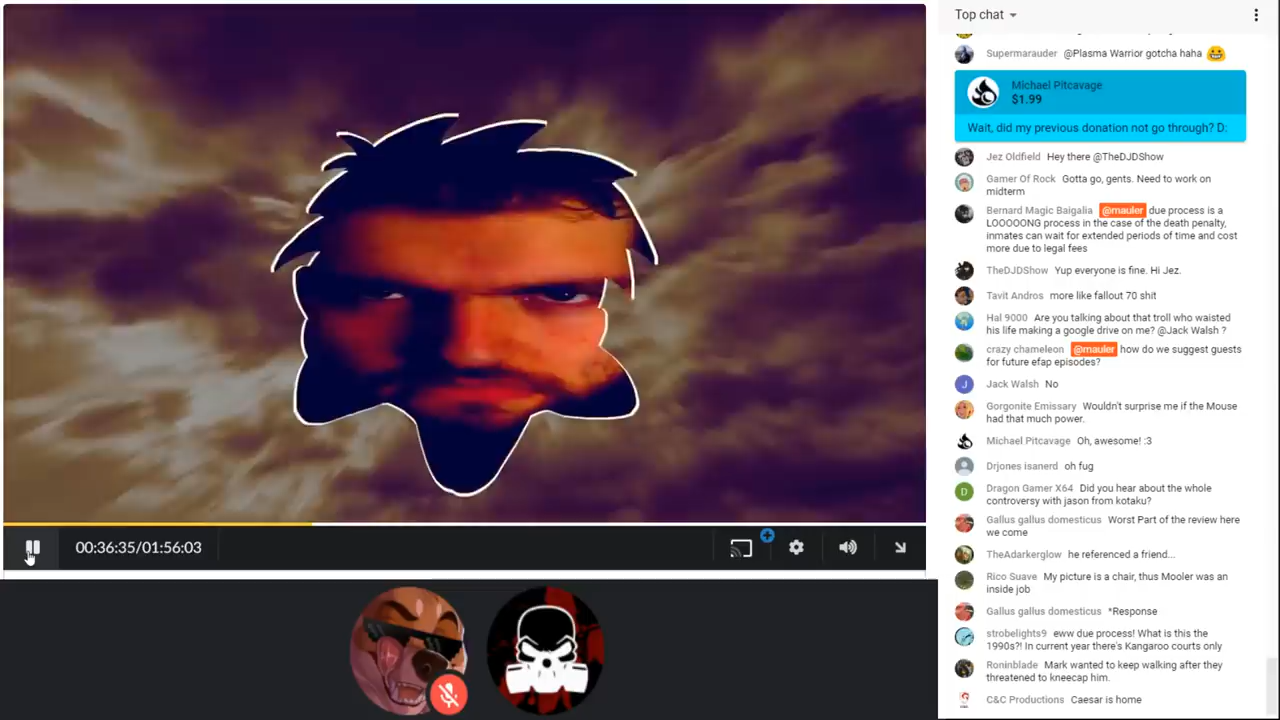 Top chat
Supermarauder @Plasma Warrior gotcha haha
Michael Pitcavage
$1.99
Wait, did my previous donation not go through? D:
Jez Oldfield Hey there @TheDJDShow
Gamer Of Rock Gotta go, gents. Need to work on
midterm
Bernard Magic Baigalia @mauler due process is a
LOOOOONG process in the case of the death penalty,
inmates can wait for extended periods of time and cost
more due to legal fees
TheDJDShow Yup everyone is fine. Hi Jez.
Tavit Andros more like fallout 70 shit
Hal 9000 Are you talking about that troll who waisted
his life making a google drive on me? @Jack Walsh ?
crazy chameleon @mauler how do we suggest guests
for future efap episodes?
J Jack Walsh No
Gorgonite Emissary Wouldn't surprise me if the Mouse
had that much power.
Michael Pitcavage Oh, awesome! :3
Drjones isanerd oh fug
D Dragon Gamer X64 Did you hear about the whole
controversy with jason from kotaku?
Gallus gallus domesticus Worst Part of the review here
we come
TheAdarkerglow he referenced a friend...
Rico Suave My picture is a chair, thus Mooler was an
inside job
Gallus gallus domesticus *Response
strobelights9 eww due process! What is this the
1990s?! In current year there's Kangaroo courts only
Roninblade Mark wanted to keep walking after they
threatened to kneecap him.
C&C Productions Caesar is home
00:36:35/01:56:03